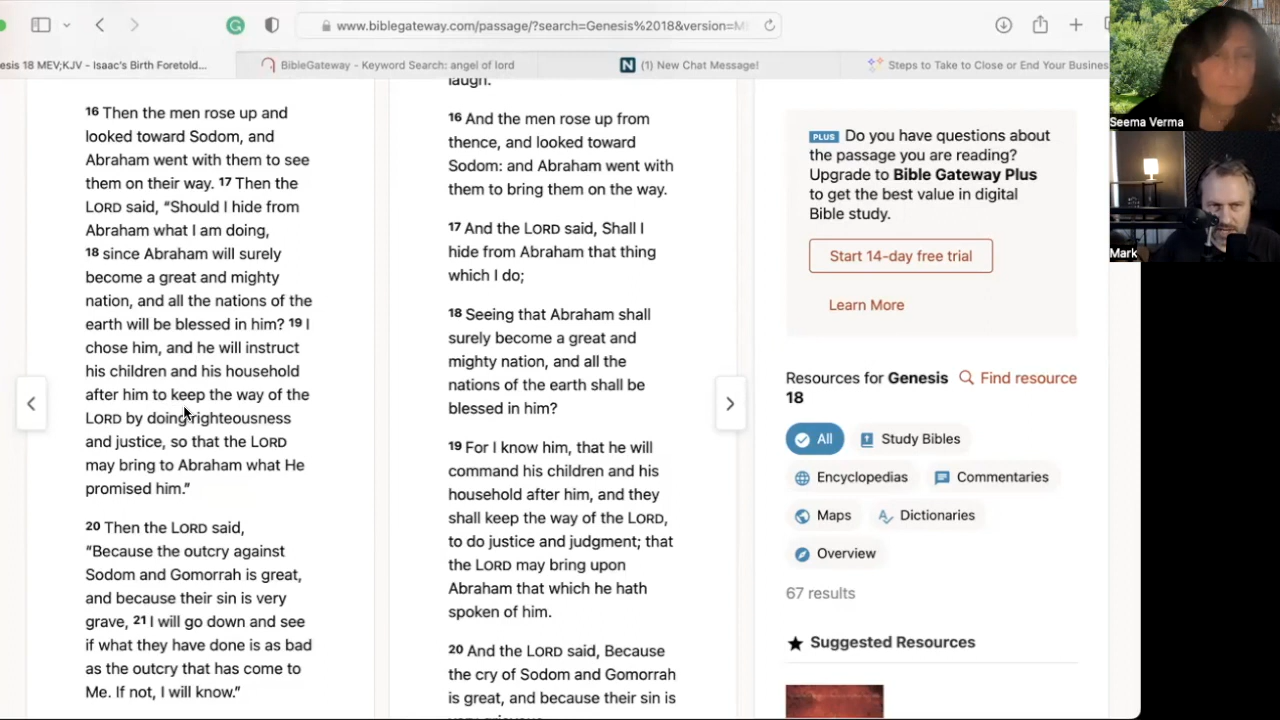 www.biblegateway.com/passage/?search=Genesis%2018&version=M
esis 18 MEV;KJV - Isaac's Birth Foretold...
BibleGateway - Keyword Search: angel of lord
(1) New Chat Message!
Steps to Take to Close or End Your Busines
16 Then the men rose up and
looked toward Sodom, and
Abraham went with them to see
them on their way. 17 Then the
LORD said, “Should I hide from
Abraham what I am doing,
18 since Abraham will surely
become a great and mighty
nation, and all the nations of the
earth will be blessed in him? 19 I
chose him, and he will instruct
his children and his household
after him to keep the way of the
LORD by doing righteousness
and justice, so that the LORD
may bring to Abraham what He
promised him.”
20 Then the LORD said,
“Because the outcry against
Sodom and Gomorrah is great,
and because their sin is very
grave, 21 I will go down and see
if what they have done is as bad
as the outcry that has come to
Me. If not, I will know.”
laugh.
16 And the men rose up from
thence, and looked toward
Sodom: and Abraham went with
them to bring them on the way.
17 And the LORD said, Shall I
hide from Abraham that thing
which I do;
18 Seeing that Abraham shall
surely become a great and
mighty nation, and all the
nations of the earth shall be
blessed in him?
19 For I know him, that he will
command his children and his
household after him, and they
shall keep the way of the LORD,
to do justice and judgment; that
the LORD may bring upon
Abraham that which he hath
spoken of him.
20 And the LORD said, Because
the cry of Sodom and Gomorrah
is great, and because their sin is
PLUS Do you have questions about
the passage you are reading?
Upgrade to Bible Gateway Plus
to get the best value in digital
Bible study.
Start 14-day free trial
Learn More
Resources for Genesis
18
Find resource
All
Study Bibles
Encyclopedias
Commentaries
Maps
Dictionaries
Overview
67 results
Suggested Resources
Seema Verma
Mark